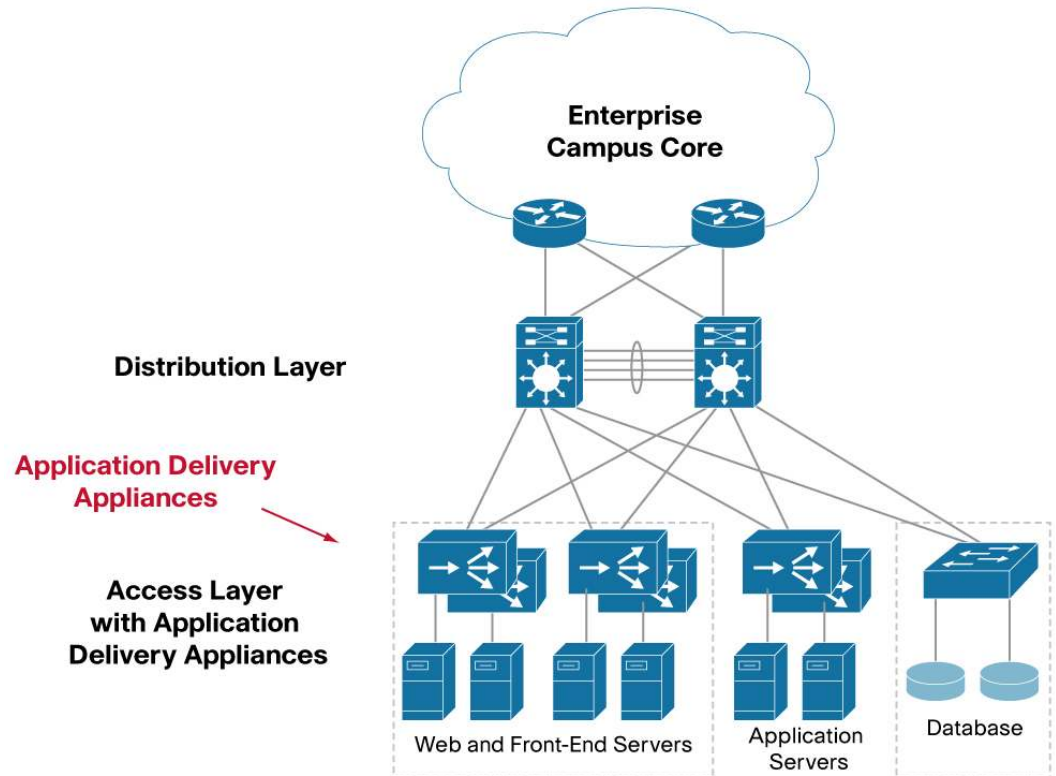 Enterprise
Campus Core
Distribution Layer
Application Delivery
Appliances
Access Layer
with Application
Delivery Appliances
Web and Front-End Servers
Application
Servers
Database